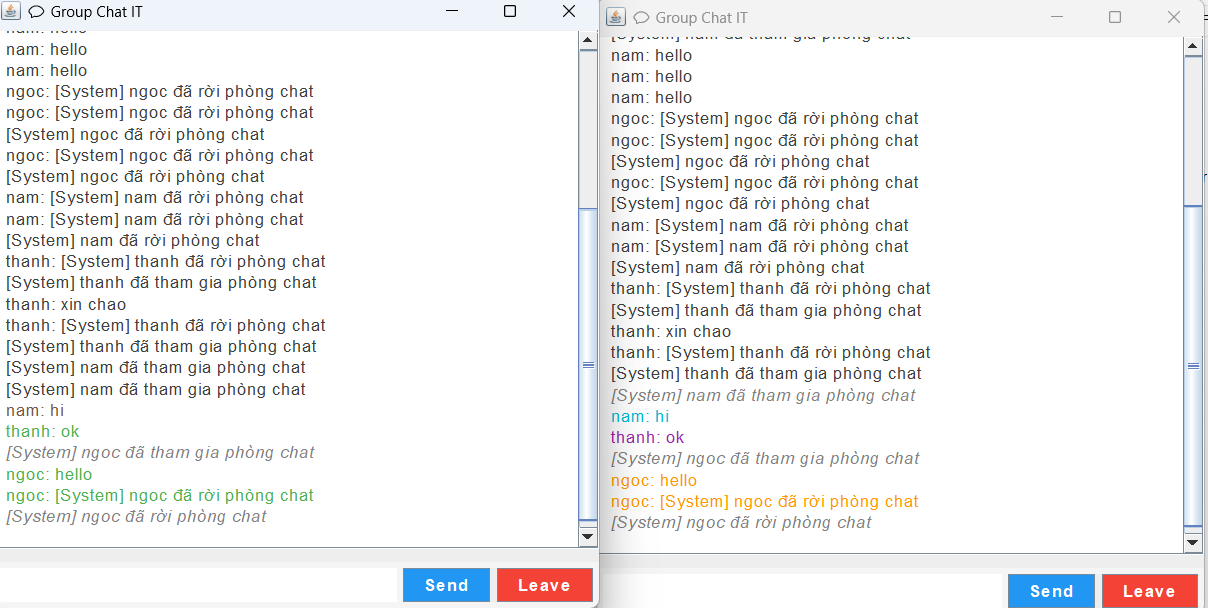 Group Chat IT
nam: hello
nam: hello
nam: hello
ngoc: [System] ngoc đã rời phòng chat
ngoc: [System] ngoc đã rời phòng chat
[System] ngoc đã rời phòng chat
ngoc: [System] ngoc đã rời phòng chat
[System] ngoc đã rời phòng chat
nam: [System] nam đã rời phòng chat
nam: [System] nam đã rời phòng chat
[System] nam đã rời phòng chat
thanh: [System] thanh đã rời phòng chat
[System] thanh đã tham gia phòng chat
thanh: xin chao
thanh: [System] thanh đã rời phòng chat
[System] thanh đã tham gia phòng chat
[System] nam đã tham gia phòng chat
[System] nam đã tham gia phòng chat
nam: hi
thanh: ok
[System] ngoc đã tham gia phòng chat
ngoc: hello
ngoc: [System] ngoc đã rời phòng chat
[System] ngoc đã rời phòng chat
Send Leave
Group Chat IT
[System] nam đã tham gia phòng chat
nam: hello
nam: hello
nam: hello
ngoc: [System] ngoc đã rời phòng chat
ngoc: [System] ngoc đã rời phòng chat
[System] ngoc đã rời phòng chat
ngoc: [System] ngoc đã rời phòng chat
[System] ngoc đã rời phòng chat
nam: [System] nam đã rời phòng chat
nam: [System] nam đã rời phòng chat
[System] nam đã rời phòng chat
thanh: [System] thanh đã rời phòng chat
[System] thanh đã tham gia phòng chat
thanh: xin chao
thanh: [System] thanh đã rời phòng chat
[System] thanh đã tham gia phòng chat
[System] nam đã tham gia phòng chat
nam: hi
thanh: ok
[System] ngoc đã tham gia phòng chat
ngoc: hello
ngoc: [System] ngoc đã rời phòng chat
[System] ngoc đã rời phòng chat
Send Leave